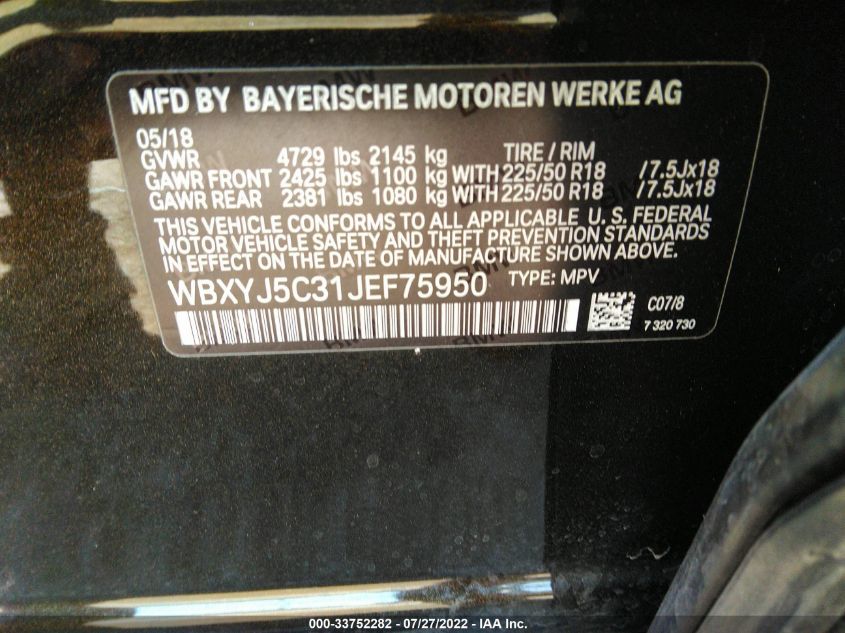 MFD BY BAYERISCHE MOTOREN WERKE AG
05/18
GVWR 4729 lbs 2145 kg TIRE / RIM
GAWR FRONT 2425 lbs 1100 kg WITH 225/50 R18 /7.5Jx18
GAWR REAR 2381 lbs 1080 kg WITH 225/50 R18 /7.5Jx18
THIS VEHICLE CONFORMS TO ALL APPLICABLE U. S. FEDERAL
MOTOR VEHICLE SAFETY AND THEFT PREVENTION STANDARDS
IN EFFECT ON THE DATE OF MANUFACTURE SHOWN ABOVE.
WBXYJ5C31JEF75950 TYPE: MPV
C07/8
7 320 730
000-33752282 - 07/27/2022 - IAA Inc.